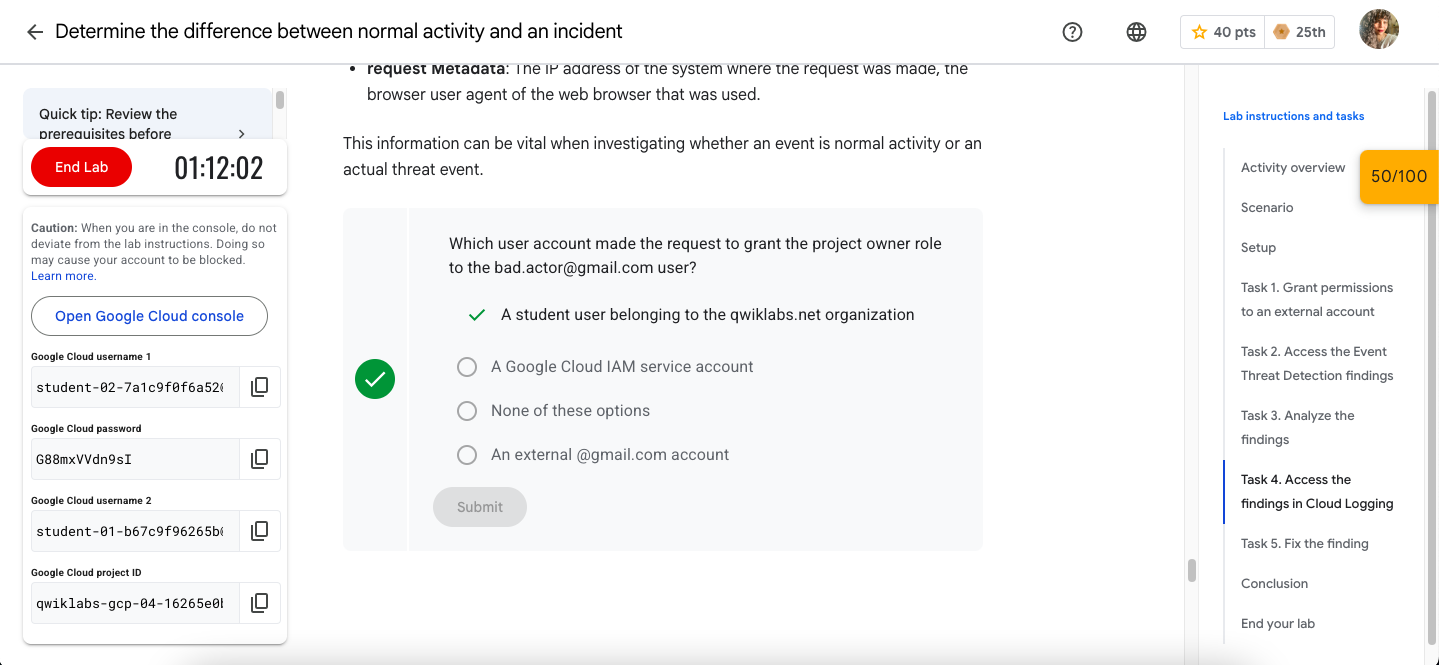 Determine the difference between normal activity and an incident
40 pts
25th
Quick tip: Review the
prerequisites before
End Lab
01:12:02
Caution: When you are in the console, do not
deviate from the lab instructions. Doing so
may cause your account to be blocked.
Learn more.
Open Google Cloud console
Google Cloud username 1
student-02-7a1c9f0f6a520
Google Cloud password
G88mxVVdn9sI
Google Cloud username 2
student-01-b67c9f96265b0
Google Cloud project ID
qwiklabs-gcp-04-16265e0b
• request Metadata: The IP address of the system where the request was made, the
browser user agent of the web browser that was used.
This information can be vital when investigating whether an event is normal activity or an
actual threat event.
Which user account made the request to grant the project owner role
to the bad.actor@gmail.com user?
A student user belonging to the qwiklabs.net organization
A Google Cloud IAM service account
None of these options
An external @gmail.com account
Submit
Lab instructions and tasks
Activity overview
50/100
Scenario
Setup
Task 1. Grant permissions
to an external account
Task 2. Access the Event
Threat Detection findings
Task 3. Analyze the
findings
Task 4. Access the
findings in Cloud Logging
Task 5. Fix the finding
Conclusion
End your lab